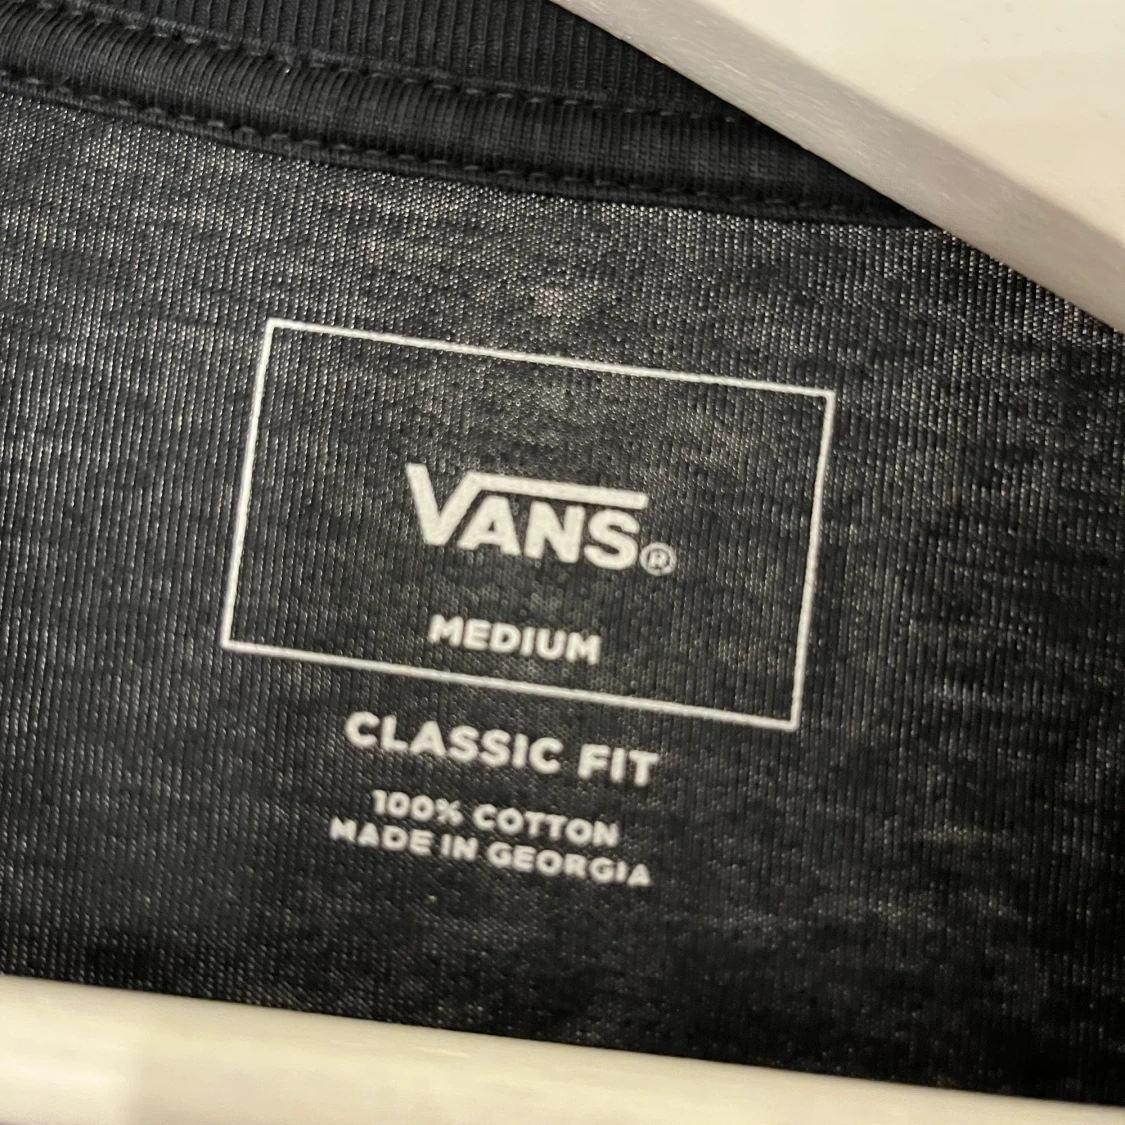 VANS®
MEDIUM
CLASSIC FIT
100% COTTON
MADE IN GEORGIA